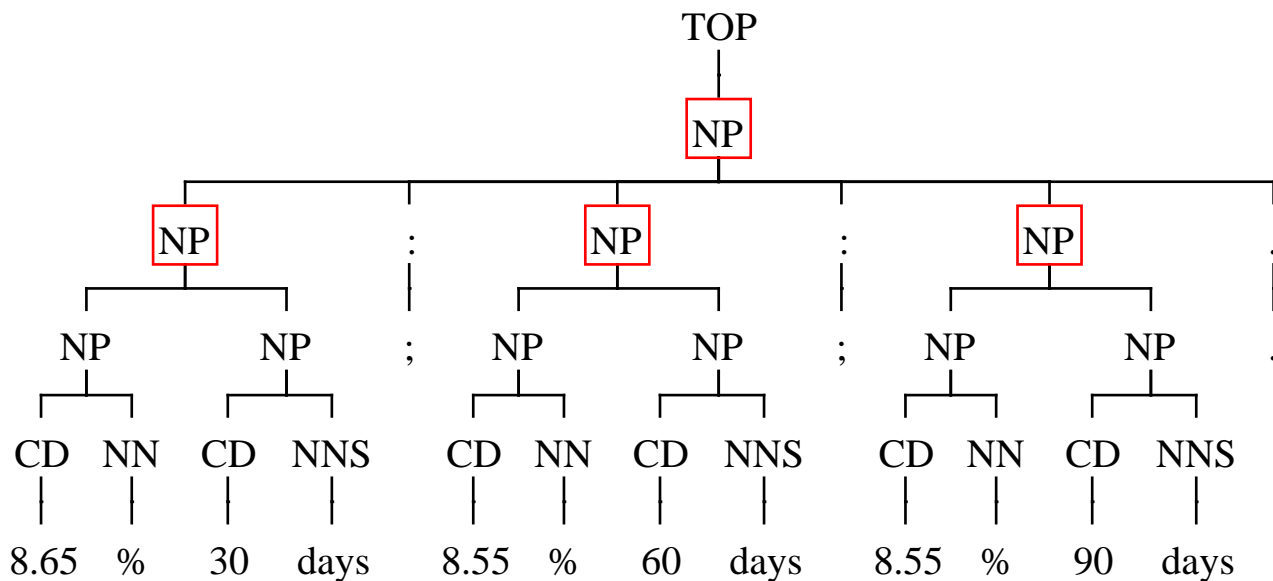 TOP
NP
NP : NP : NP .
NP NP ; NP NP ; NP NP .
CD NN CD NNS CD NN CD NNS CD NN CD NNS
8.65 % 30 days 8.55 % 60 days 8.55 % 90 days